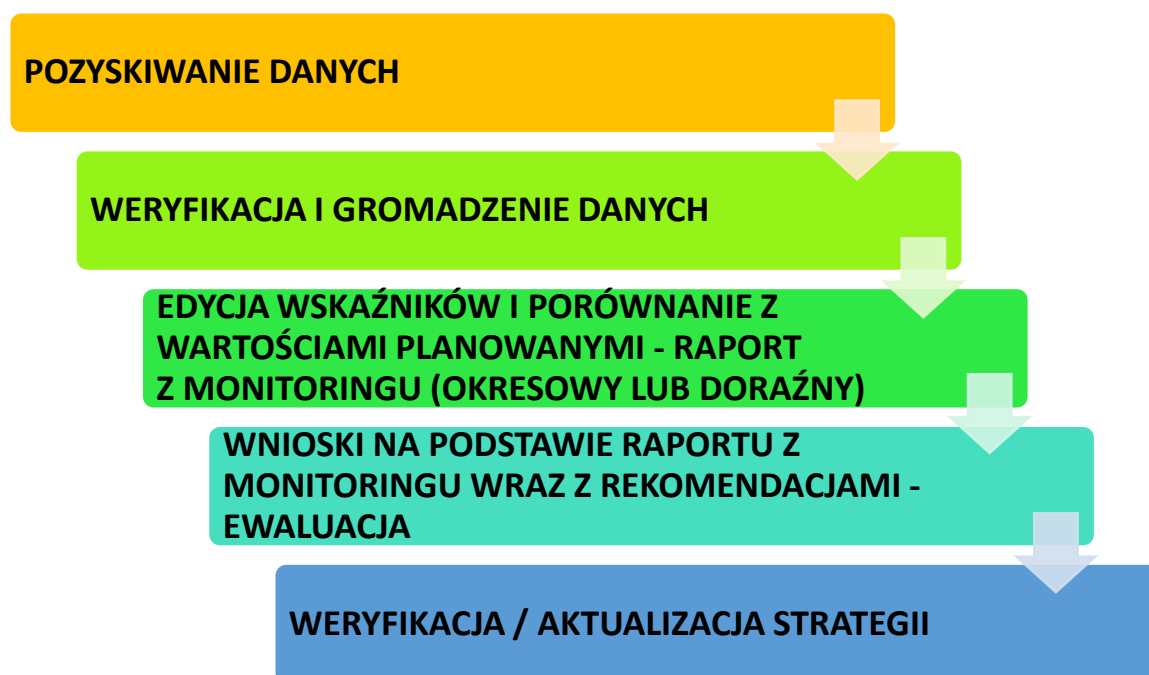 POZYSKIWANIE DANYCH
WERYFIKACJA I GROMADZENIE DANYCH
EDYCJA WSKAŹNIKÓW I PORÓWNANIE Z
WARTOŚCIAMI PLANOWANYMI - RAPORT
Z MONITORINGU (OKRESOWY LUB DORAŹNY)
WNIOSKI NA PODSTAWIE RAPORTU Z
MONITORINGU WRAZ Z REKOMENDACJAMI -
EWALUACJA
WERYFIKACJA / AKTUALIZACJA STRATEGII